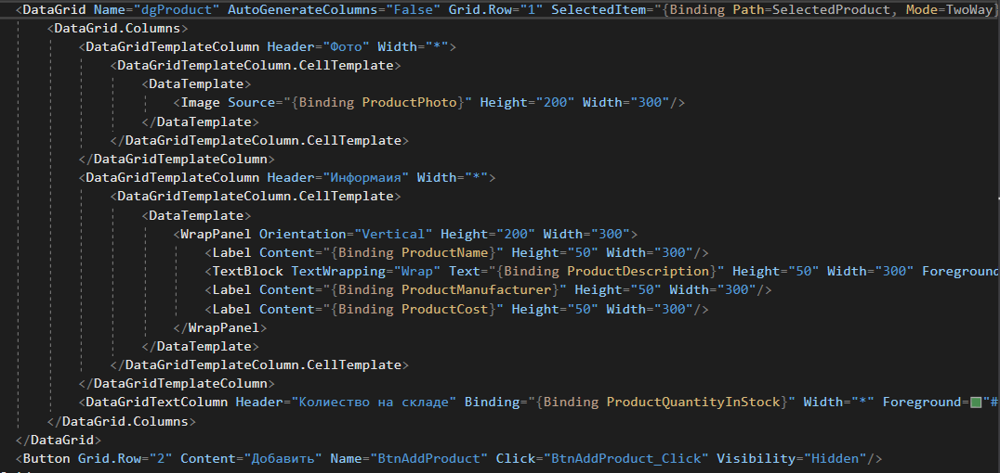 <DataGrid Name="dgProduct" AutoGenerateColumns="False" Grid.Row="1" SelectedItem="{Binding Path=SelectedProduct, Mode=TwoWay}
<DataGrid.Columns>
<DataGridTemplateColumn Header="Фото" Width="*">
<DataGridTemplateColumn.CellTemplate>
<DataTemplate>
<Image Source="{Binding ProductPhoto}" Height="200" Width="300"/>
</DataTemplate>
</DataGridTemplateColumn.CellTemplate>
</DataGridTemplateColumn>
<DataGridTemplateColumn Header="Информаия" Width="*">
<DataGridTemplateColumn.CellTemplate>
<DataTemplate>
<WrapPanel Orientation="Vertical" Height="200" Width="300">
<Label Content="{Binding ProductName}" Height="50" Width="300"/>
<TextBlock TextWrapping="Wrap" Text="{Binding ProductDescription}" Height="50" Width="300" Foreground
<Label Content="{Binding ProductManufacturer}" Height="50" Width="300"/>
<Label Content="{Binding ProductCost}" Height="50" Width="300"/>
</WrapPanel>
</DataTemplate>
</DataGridTemplateColumn.CellTemplate>
</DataGridTemplateColumn>
<DataGridTextColumn Header="Колиество на складе" Binding="{Binding ProductQuantityInStock}" Width="*" Foreground="#
</DataGrid.Columns>
</DataGrid>
<Button Grid.Row="2" Content="Добавить" Name="BtnAddProduct" Click="BtnAddProduct_Click" Visibility="Hidden"/>